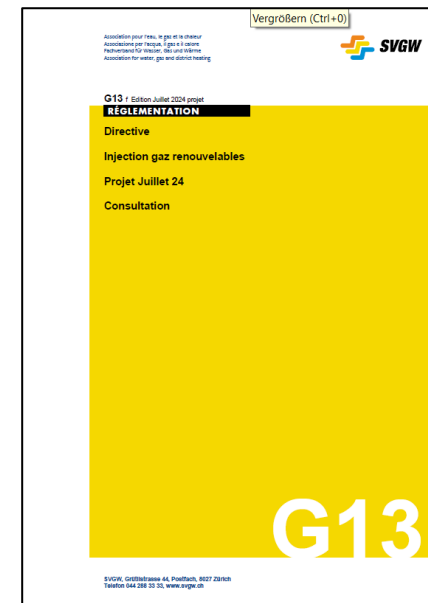 Vergrößern (Ctrl+0)
Association pour l'eau, le gaz et la chaleur
Associazione per l'acqua, il gas e il calore
Fachverband für Wasser, Gas und Wärme
Association for water, gas and district heating
SVGW
G13 f Edition Juillet 2024 projet
RÉGLEMENTATION
Directive
Injection gaz renouvelables
Projet Juillet 24
Consultation
G13
SVGW, Grütlistrasse 44, Postfach, 8027 Zürich
Telefon 044 288 33 33, www.svgw.ch